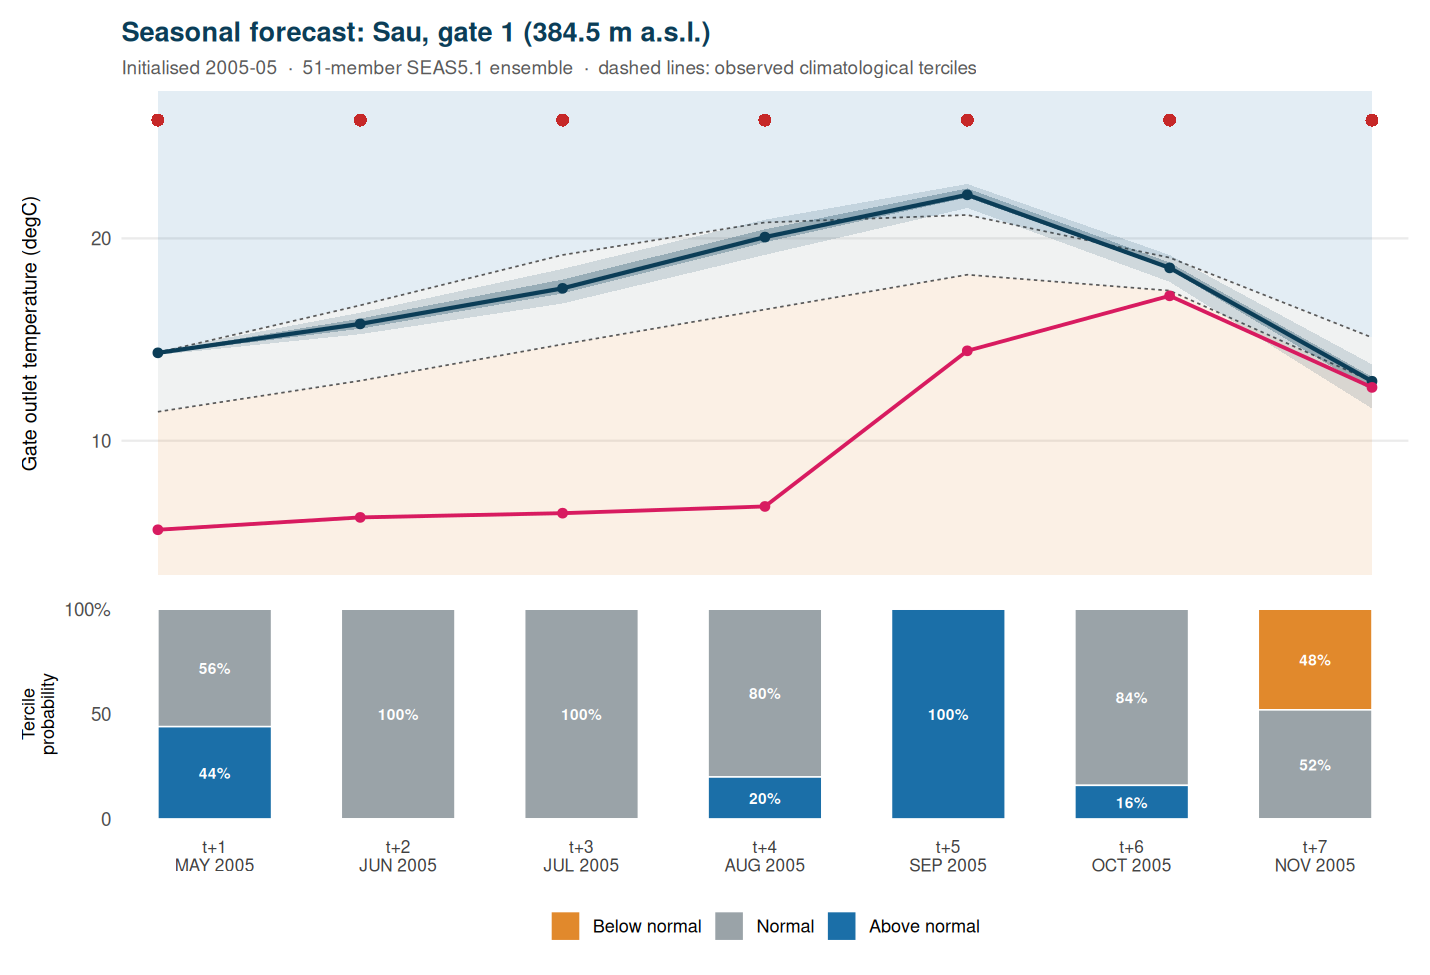 Seasonal forecast: Sau, gate 1 (384.5 m a.s.l.)
Initialised 2005-05 · 51-member SEAS5.1 ensemble · dashed lines: observed climatological terciles
Gate outlet temperature (degC)
20
10
Tercile
probability
100%
50
0
56%
44%
100%
100%
80%
20%
100%
84%
16%
48%
52%
t+1
MAY 2005
t+2
JUN 2005
t+3
JUL 2005
t+4
AUG 2005
t+5
SEP 2005
t+6
OCT 2005
t+7
NOV 2005
Below normal
Normal
Above normal